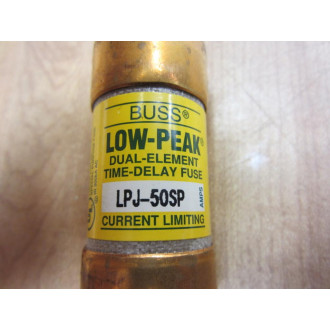 BUSS®
LOW-PEAK®
DUAL-ELEMENT
TIME-DELAY FUSE
LPJ-50SP AMPS
CURRENT LIMITING